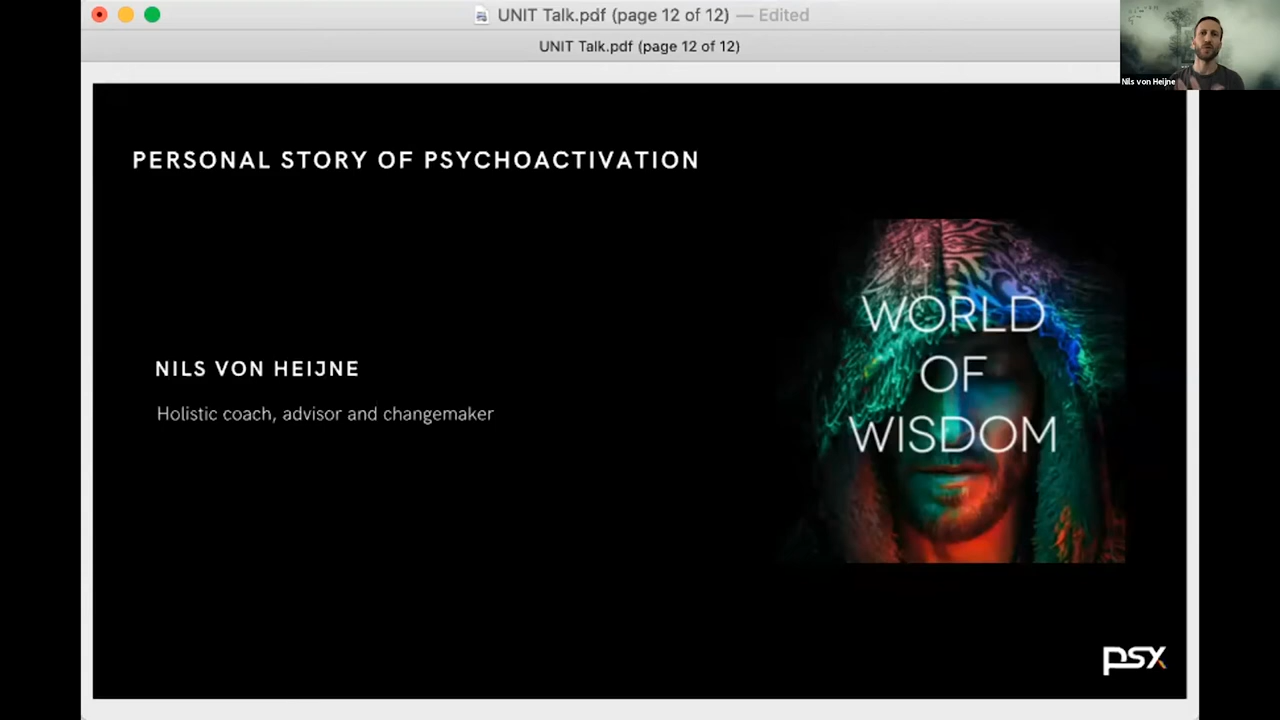 UNIT Talk.pdf (page 12 of 12) — Edited
UNIT Talk.pdf (page 12 of 12)
Nils von Heijne
PERSONAL STORY OF PSYCHOACTIVATION
NILS VON HEIJNE
Holistic coach, advisor and changemaker
WORLD
OF
WISDOM
psx